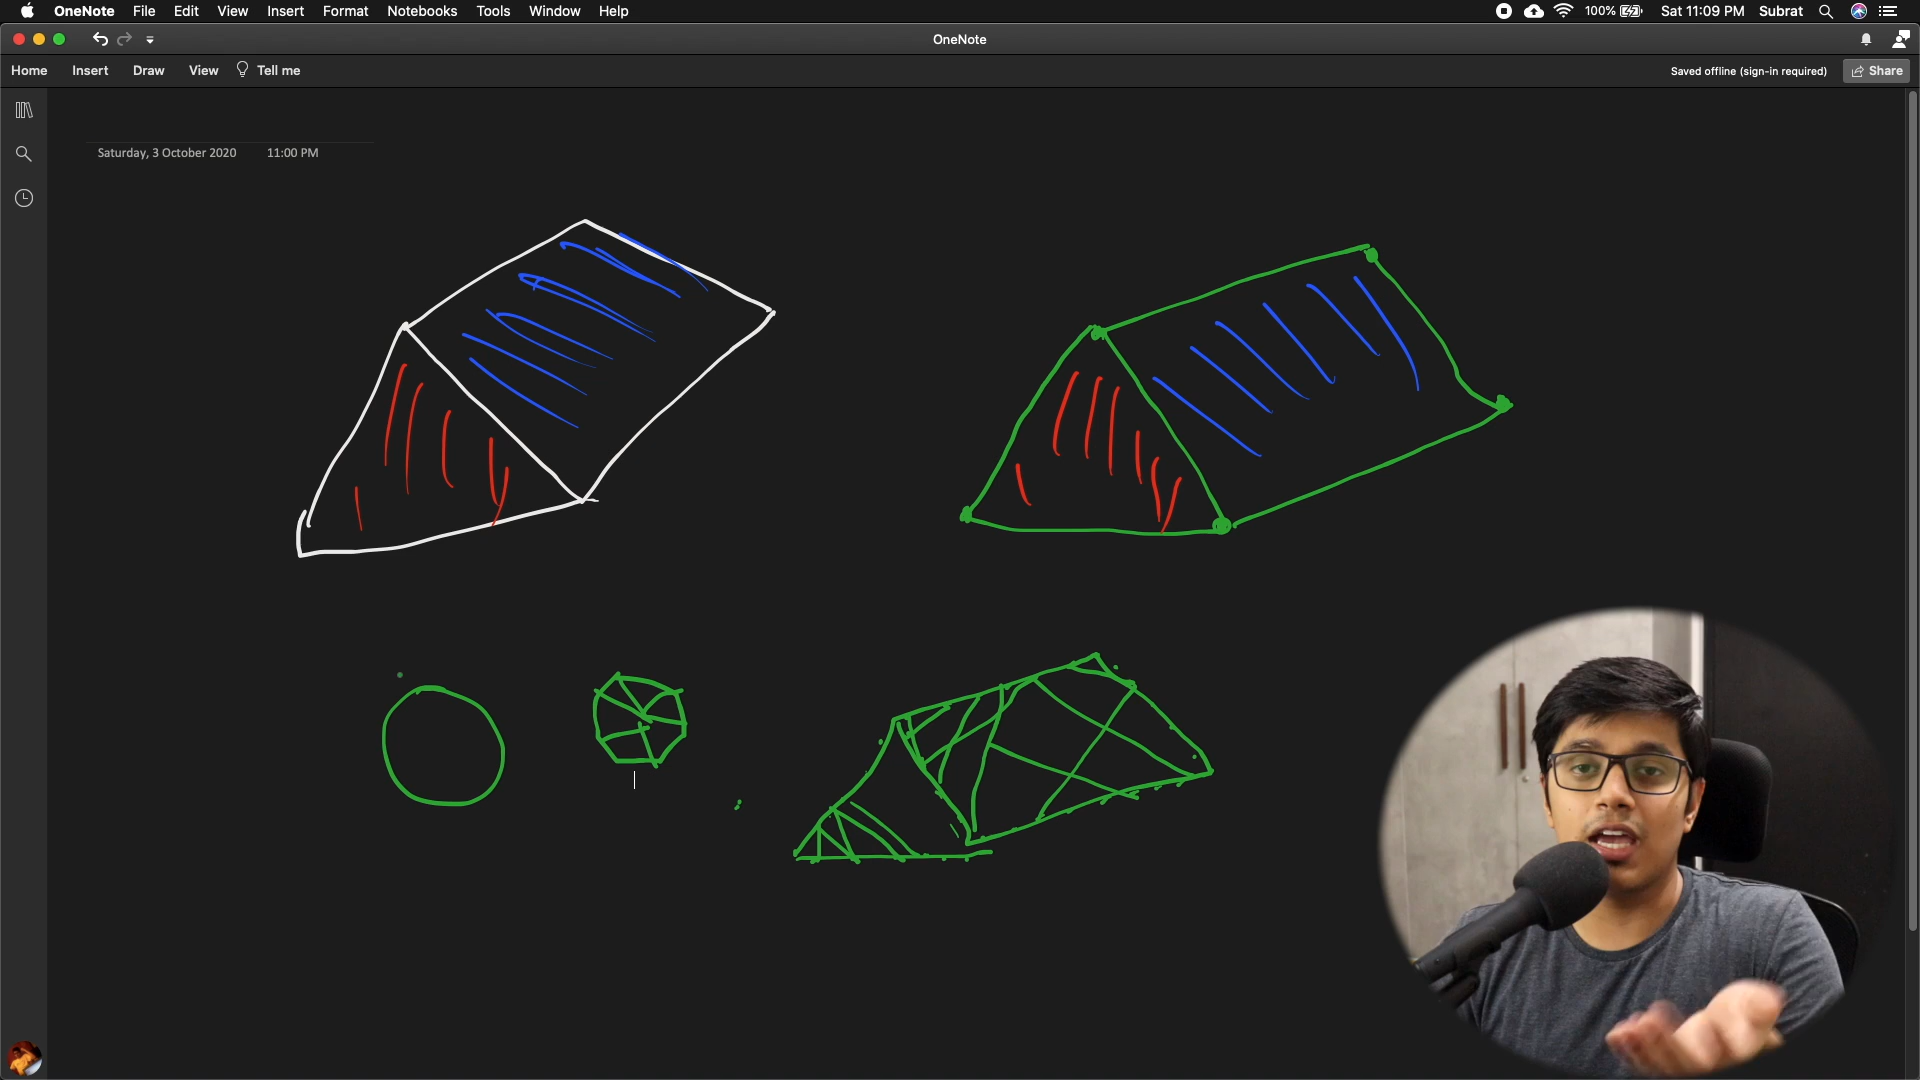 OneNote File Edit View Insert Format Notebooks Tools Window Help 100% Sat 11:09 PM Subrat
OneNote
Home Insert Draw View Tell me Saved offline (sign-in required) Share
Saturday, 3 October 2020 11:00 PM